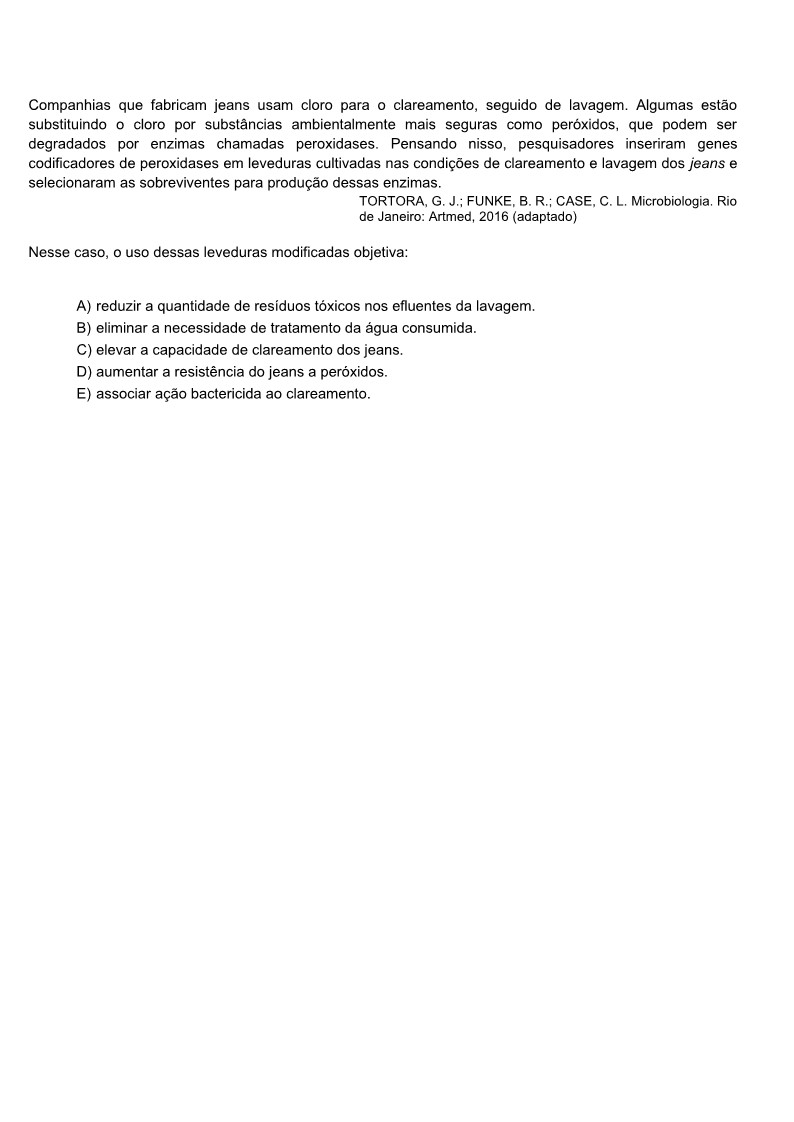 Companhias que fabricam jeans usam cloro para o clareamento, seguido de lavagem. Algumas estão
substituindo o cloro por substâncias ambientalmente mais seguras como peróxidos, que podem ser
degradados por enzimas chamadas peroxidases. Pensando nisso, pesquisadores inseriram genes
codificadores de peroxidases em leveduras cultivadas nas condições de clareamento e lavagem dos jeans e
selecionaram as sobreviventes para produção dessas enzimas.
TORTORA, G. J.; FUNKE, B. R.; CASE, C. L. Microbiologia. Rio
de Janeiro: Artmed, 2016 (adaptado)
Nesse caso, o uso dessas leveduras modificadas objetiva:
A) reduzir a quantidade de resíduos tóxicos nos efluentes da lavagem.
B) eliminar a necessidade de tratamento da água consumida.
C) elevar a capacidade de clareamento dos jeans.
D) aumentar a resistência do jeans a peróxidos.
E) associar ação bactericida ao clareamento.